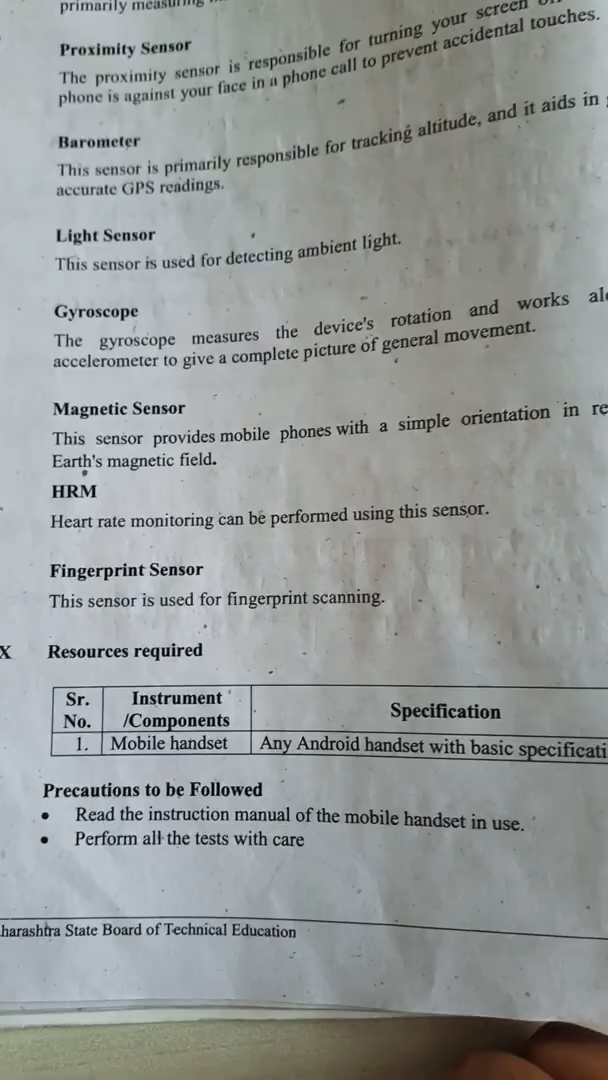 primarily measuring
Proximity Sensor
The proximity sensor is responsible for turning your screen
phone is against your face in a phone call to prevent accidental touches.
Barometer
This sensor is primarily responsible for tracking altitude, and it aids in
accurate GPS readings.
Light Sensor
This sensor is used for detecting ambient light.
Gyroscope
The gyroscope measures the device's rotation and works
accelerometer to give a complete picture of general movement.
Magnetic Sensor
This sensor provides mobile phones with a simple orientation in
Earth's magnetic field.
HRM
Heart rate monitoring can be performed using this sensor.
Fingerprint Sensor
This sensor is used for fingerprint scanning.
X Resources required
Sr. Instrument
Specification
No. /Components
1. Mobile handset Any Android handset with basic specificati
Precautions to be Followed
• Read the instruction manual of the mobile handset in use.
• Perform all the tests with care
harashtra State Board of Technical Education